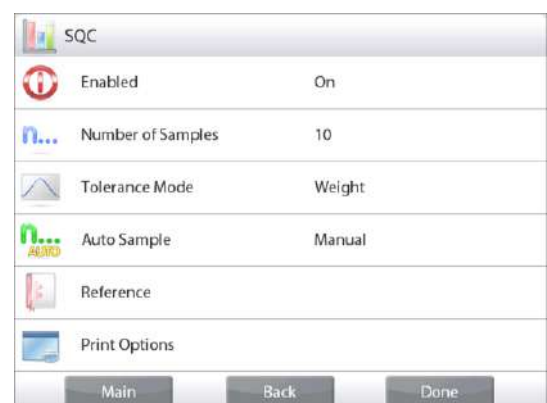 SQC
Enabled On
n... Number of Samples 10
Tolerance Mode Weight
n... AUTO Auto Sample Manual
Reference
Print Options
Main Back Done